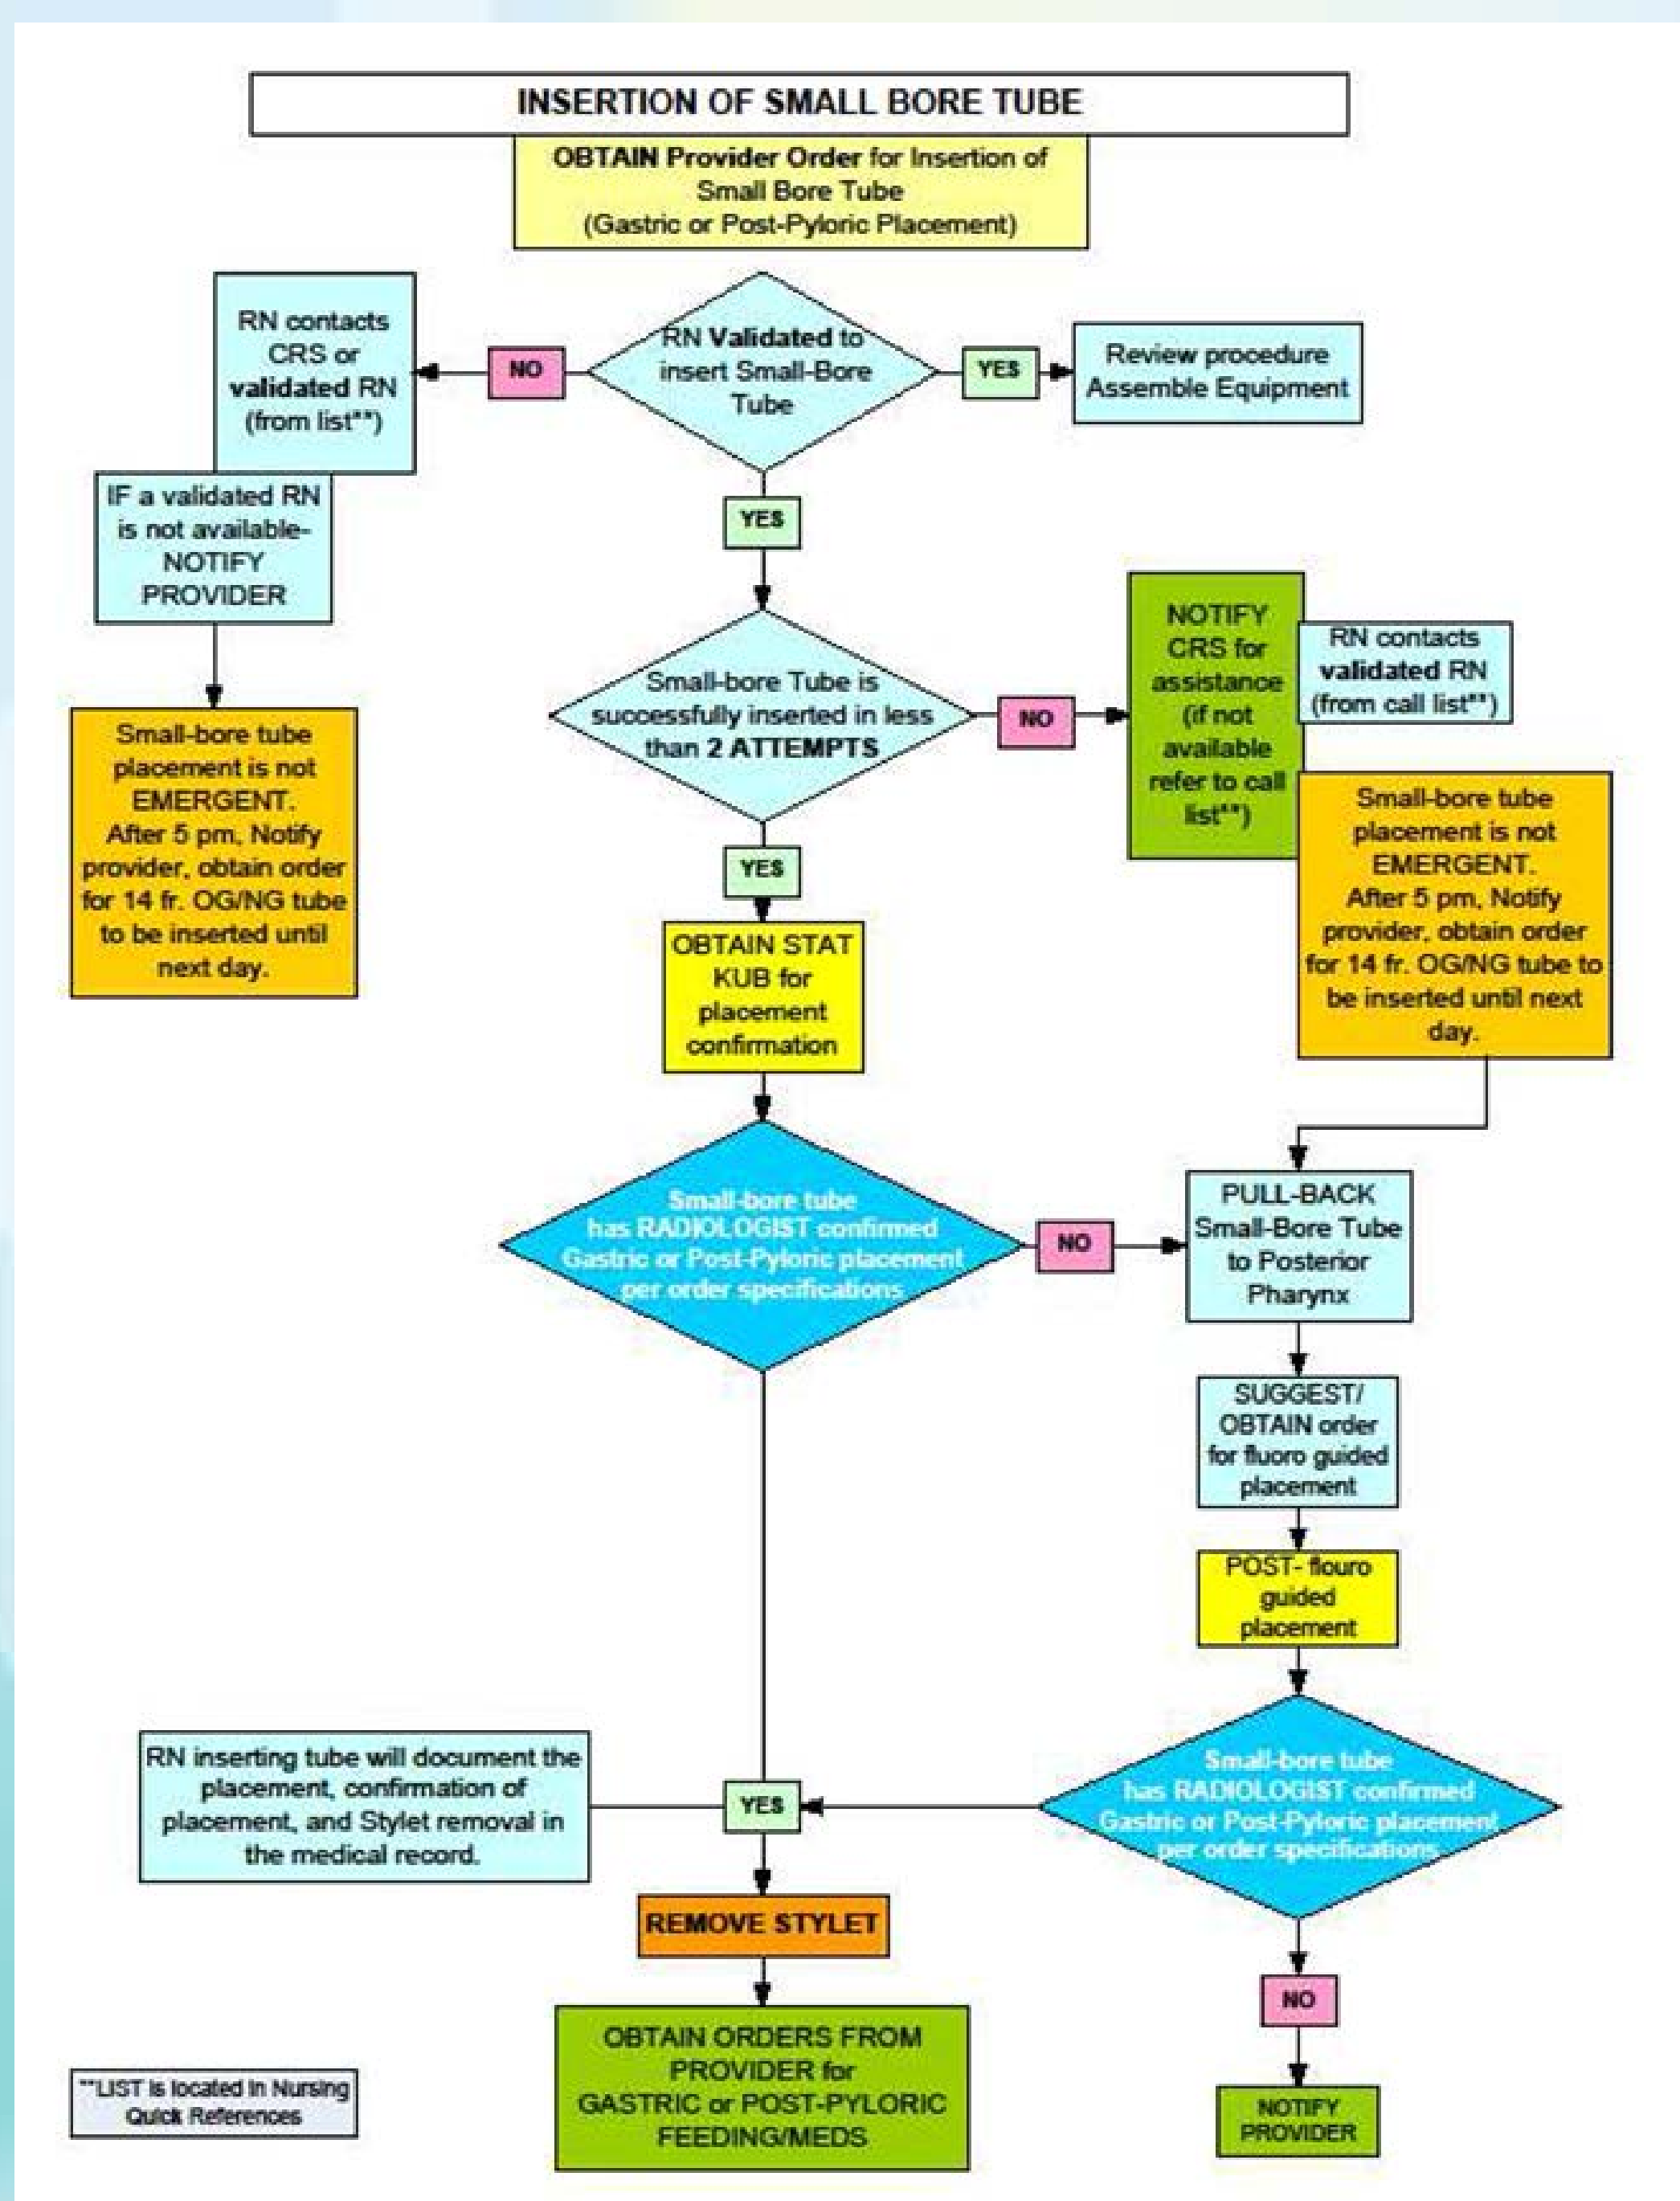 INSERTION OF SMALL BORE TUBE
OBTAIN Provider Order for Insertion of
Small Bore Tube
(Gastric or Post-Pyloric Placement)
RN contacts
CRS or
validated RN
(from list**)
NO
RN Validated to
insert Small-Bore
Tube
YES
Review procedure
Assemble Equipment
IF a validated RN
is not available-
NOTIFY
PROVIDER
YES
Small-bore tube
placement is not
EMERGENT.
After 5 pm, Notify
provider, obtain order
for 14 fr. OG/NG tube
to be inserted until
next day.
Small-bore Tube is
successfully inserted in less
than 2 ATTEMPTS
NO
NOTIFY
CRS for
assistance
(if not
available
refer to call
list**)
RN contacts
validated RN
(from call list**)
Small-bore tube
placement is not
EMERGENT.
After 5 pm, Notify
provider, obtain order
for 14 fr. OG/NG tube to
be inserted until next
day.
YES
OBTAIN STAT
KUB for
placement
confirmation
Small-bore tube
has RADIOLOGIST confirmed
Gastric or Post-Pyloric placement
per order specifications
NO
PULL-BACK
Small-Bore Tube
to Posterior
Pharynx
SUGGEST/
OBTAIN order
for fluoro guided
placement
POST- flouro
guided
placement
Small-bore tube
has RADIOLOGIST confirmed
Gastric or Post-Pyloric placement
per order specifications
RN inserting tube will document the
placement, confirmation of
placement, and Stylet removal in
the medical record.
YES
REMOVE STYLET
OBTAIN ORDERS FROM
PROVIDER for
GASTRIC or POST-PYLORIC
FEEDING/MEDS
NO
NOTIFY
PROVIDER
**LIST is located in Nursing
Quick References